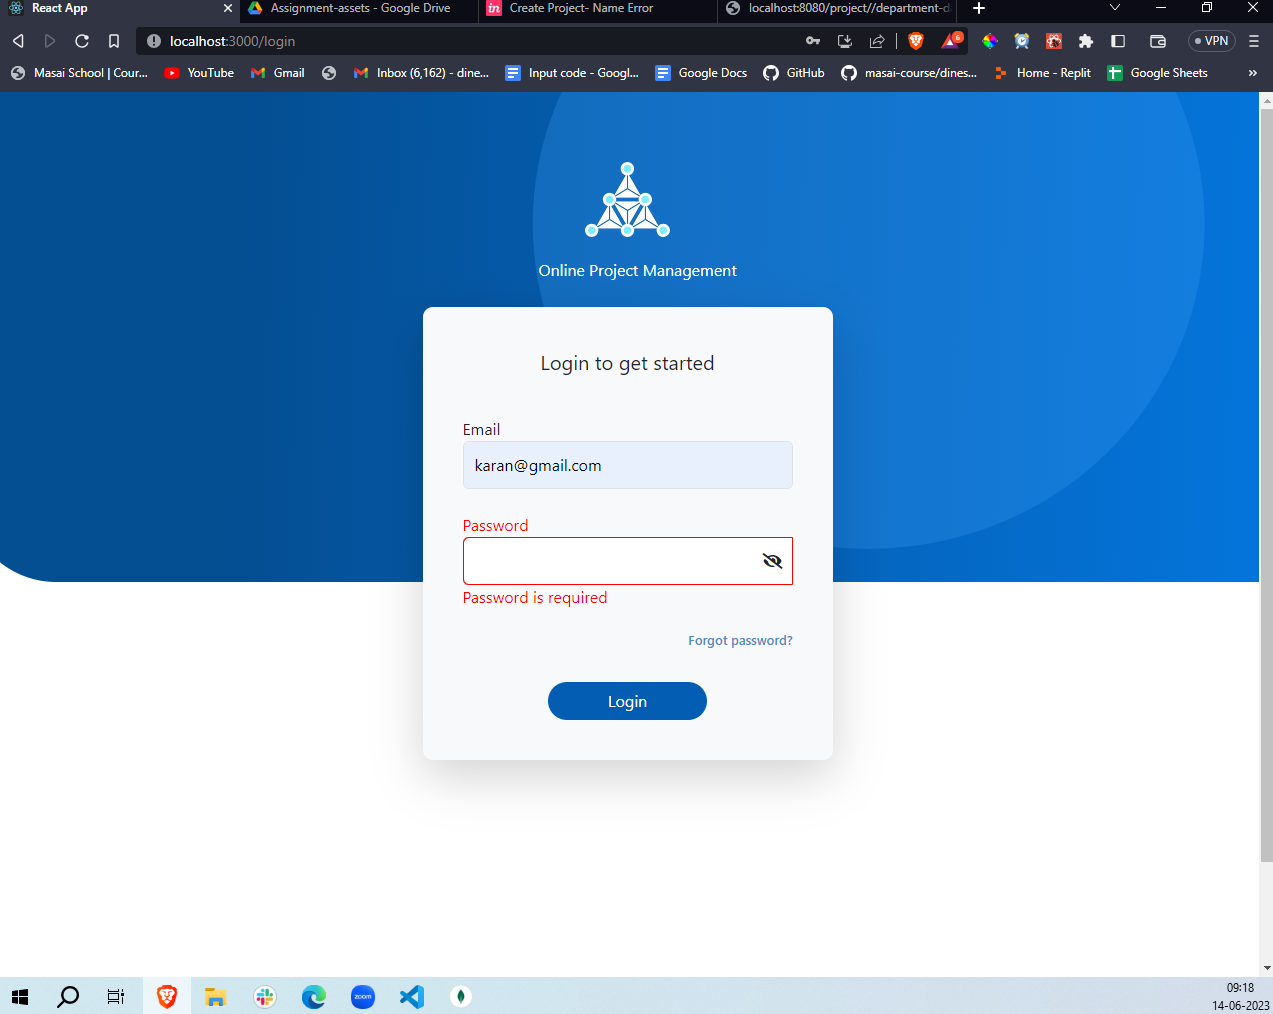 React App
Assignment-assets - Google Drive
in
Create Project- Name Error
localhost:8080/project//department-d
localhost:3000/login
6
VPN
Masai School | Cour...
YouTube
Gmail
Inbox (6,162) - dine...
Input code - Googl...
Google Docs
GitHub
masai-course/dines...
Home - Replit
Google Sheets
»
Online Project Management
Login to get started
Email
karan@gmail.com
Password
Password is required
Forgot password?
Login
zoom
09:18
14-06-2023